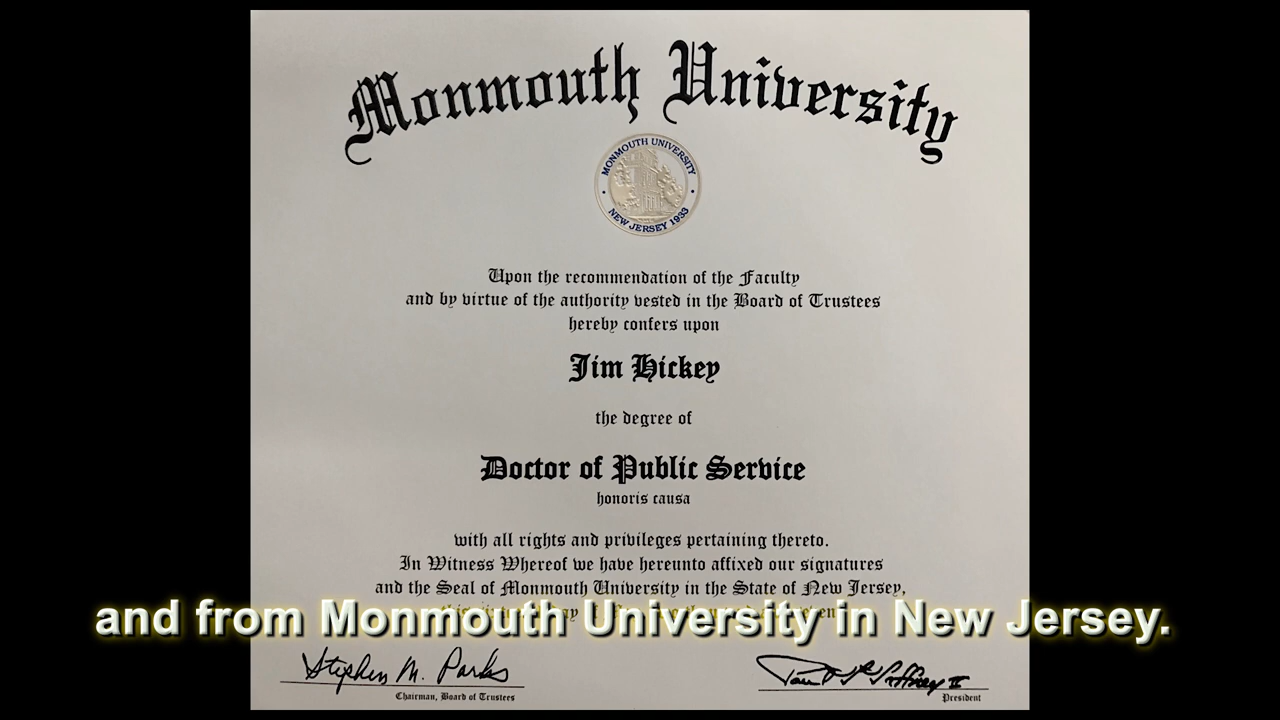 Monmouth University
MONMOUTH UNIVERSITY
NEW JERSEY 1933
Upon the recommendation of the Faculty
and by virtue of the authority vested in the Board of Trustees
hereby confers upon
Jim Hickey
the degree of
Doctor of Public Service
honoris causa
with all rights and privileges pertaining thereto.
In Witness Whereof we have hereunto affixed our signatures
and the Seal of Monmouth University in the State of New Jersey,
and from Monmouth University in New Jersey.
Stephen M. Parks
Chairman, Board of Trustees
President